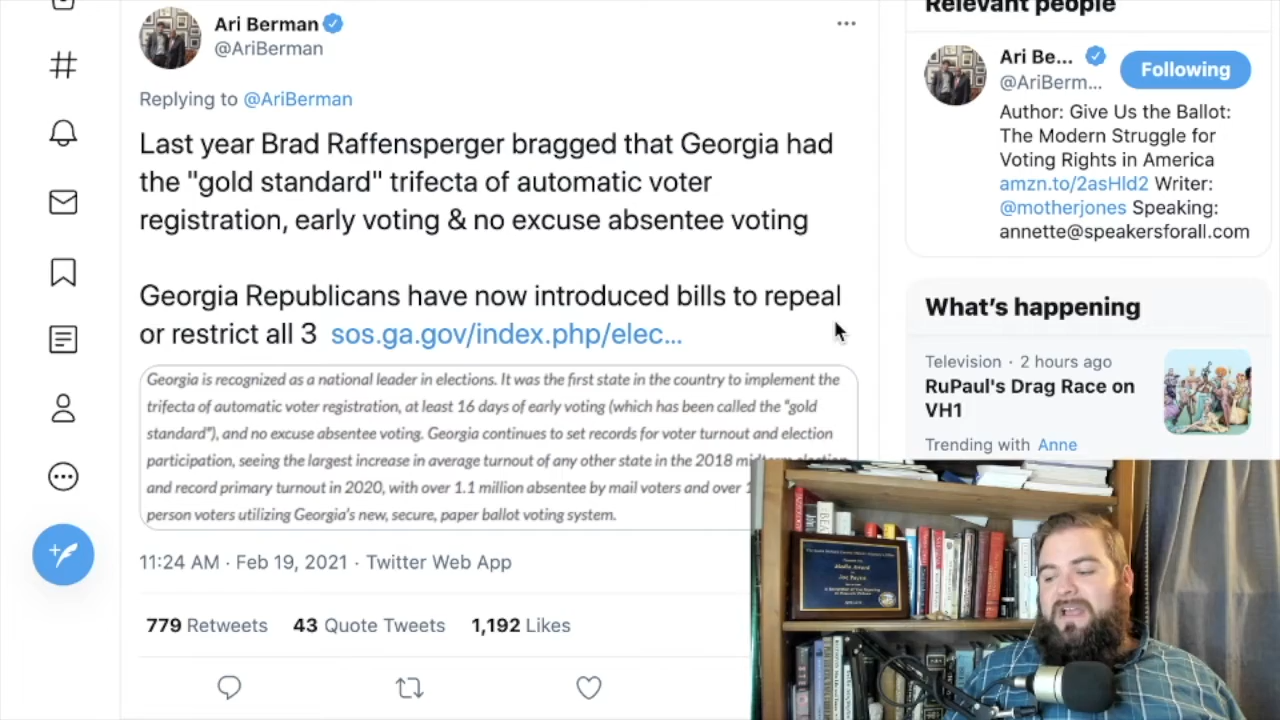 Ari Berman
@AriBerman
Replying to @AriBerman
Last year Brad Raffensperger bragged that Georgia had
the "gold standard" trifecta of automatic voter
registration, early voting & no excuse absentee voting
Georgia Republicans have now introduced bills to repeal
or restrict all 3 sos.ga.gov/index.php/elec...
Georgia is recognized as a national leader in elections. It was the first state in the country to implement the
trifecta of automatic voter registration, at least 16 days of early voting (which has been called the "gold
standard"), and no excuse absentee voting. Georgia continues to set records for voter turnout and election
participation, seeing the largest increase in average turnout of any other state in the 2018 midterm election
and record primary turnout in 2020, with over 1.1 million absentee by mail voters and over 1
person voters utilizing Georgia's new, secure, paper ballot voting system.
11:24 AM · Feb 19, 2021 · Twitter Web App
779 Retweets 43 Quote Tweets 1,192 Likes
Relevant people
Ari Be...
@AriBerm...
Following
Author: Give Us the Ballot:
The Modern Struggle for
Voting Rights in America
amzn.to/2asHld2 Writer:
@motherjones Speaking:
annette@speakersforall.com
What's happening
Television · 2 hours ago
RuPaul's Drag Race on
VH1
Trending with Anne
Media Award
Joe Payne